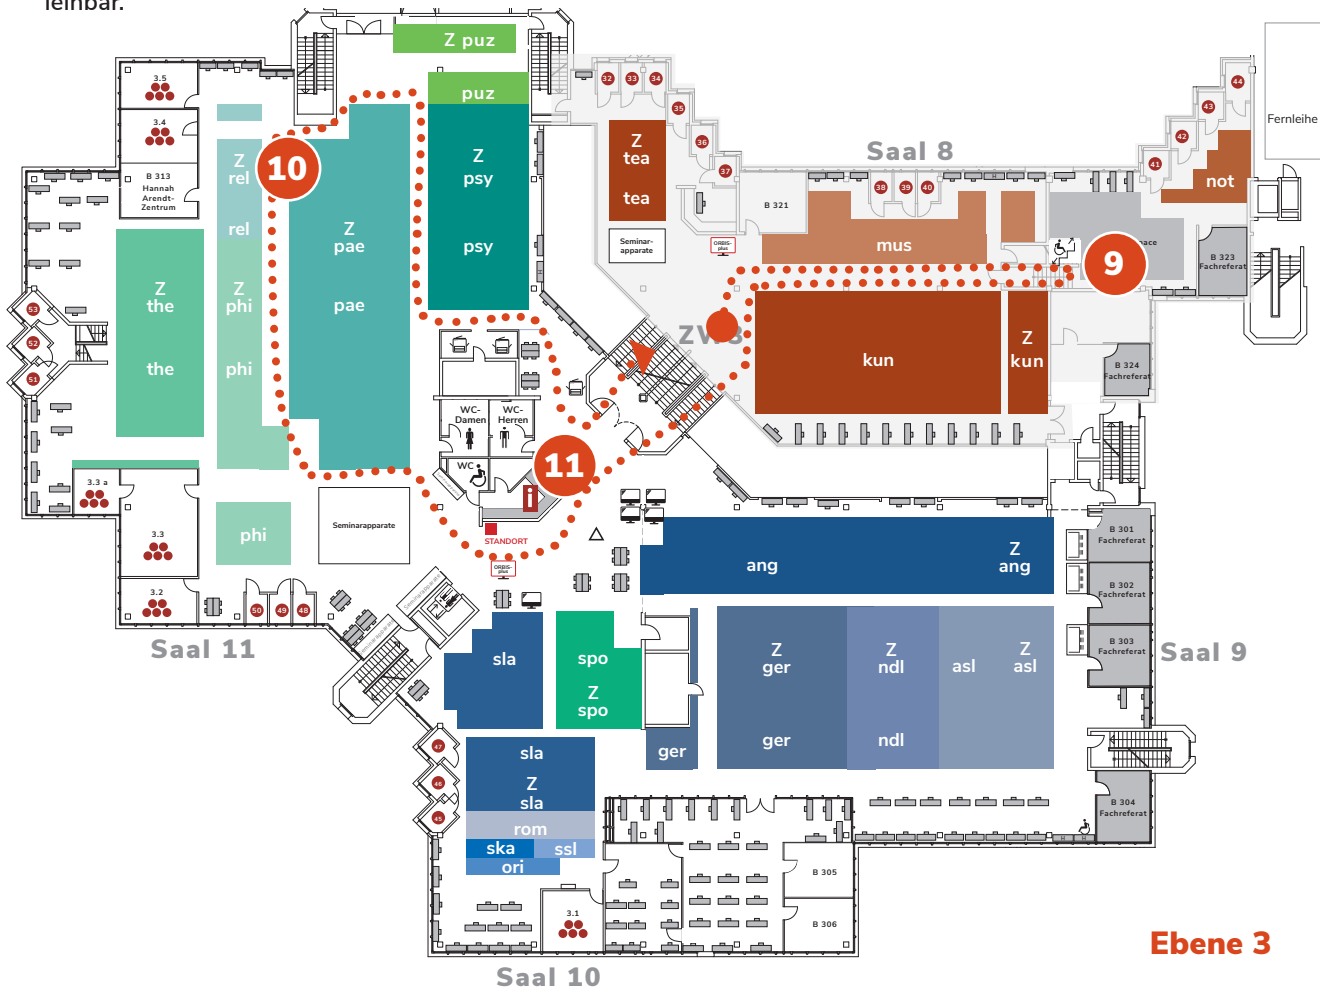 leinbar.
Z puz
puz
3.5
3.4
B 313
Hannah
Arendt-
Zentrum
Z
rel
rel
10
Z
pae
pae
Z
psy
psy
Z
the
the
Z
phi
phi
phi
53
52
51
32
33
34
35
36
37
Z
tea
tea
Seminar-
apparate
ORBIS-
plus
B 321
Saal 8
38
39
40
mus
41
42
43
44
not
Fernleihe
9
B 323
Fachreferat
B 324
Fachreferat
kun
Z
kun
WC-
Damen
WC-
Herren
WC
11
i
STANDORT
ORBIS-
plus
3.3 a
3.3
3.2
Seminarapparate
50
49
48
Saal 11
ang
Z
ang
B 301
Fachreferat
B 302
Fachreferat
B 303
Fachreferat
Saal 9
sla
spo
Z
spo
Z
ger
ger
ger
Z
ndl
ndl
asl
Z
asl
47
46
45
sla
Z
sla
rom
ska
ssl
ori
3.1
B 304
Fachreferat
B 305
B 306
Saal 10
Ebene 3